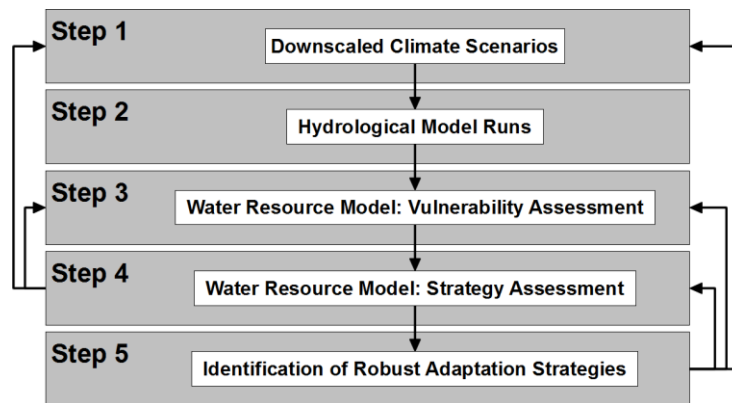 Step 1
Downscaled Climate Scenarios
Step 2
Hydrological Model Runs
Step 3
Water Resource Model: Vulnerability Assessment
Step 4
Water Resource Model: Strategy Assessment
Step 5
Identification of Robust Adaptation Strategies